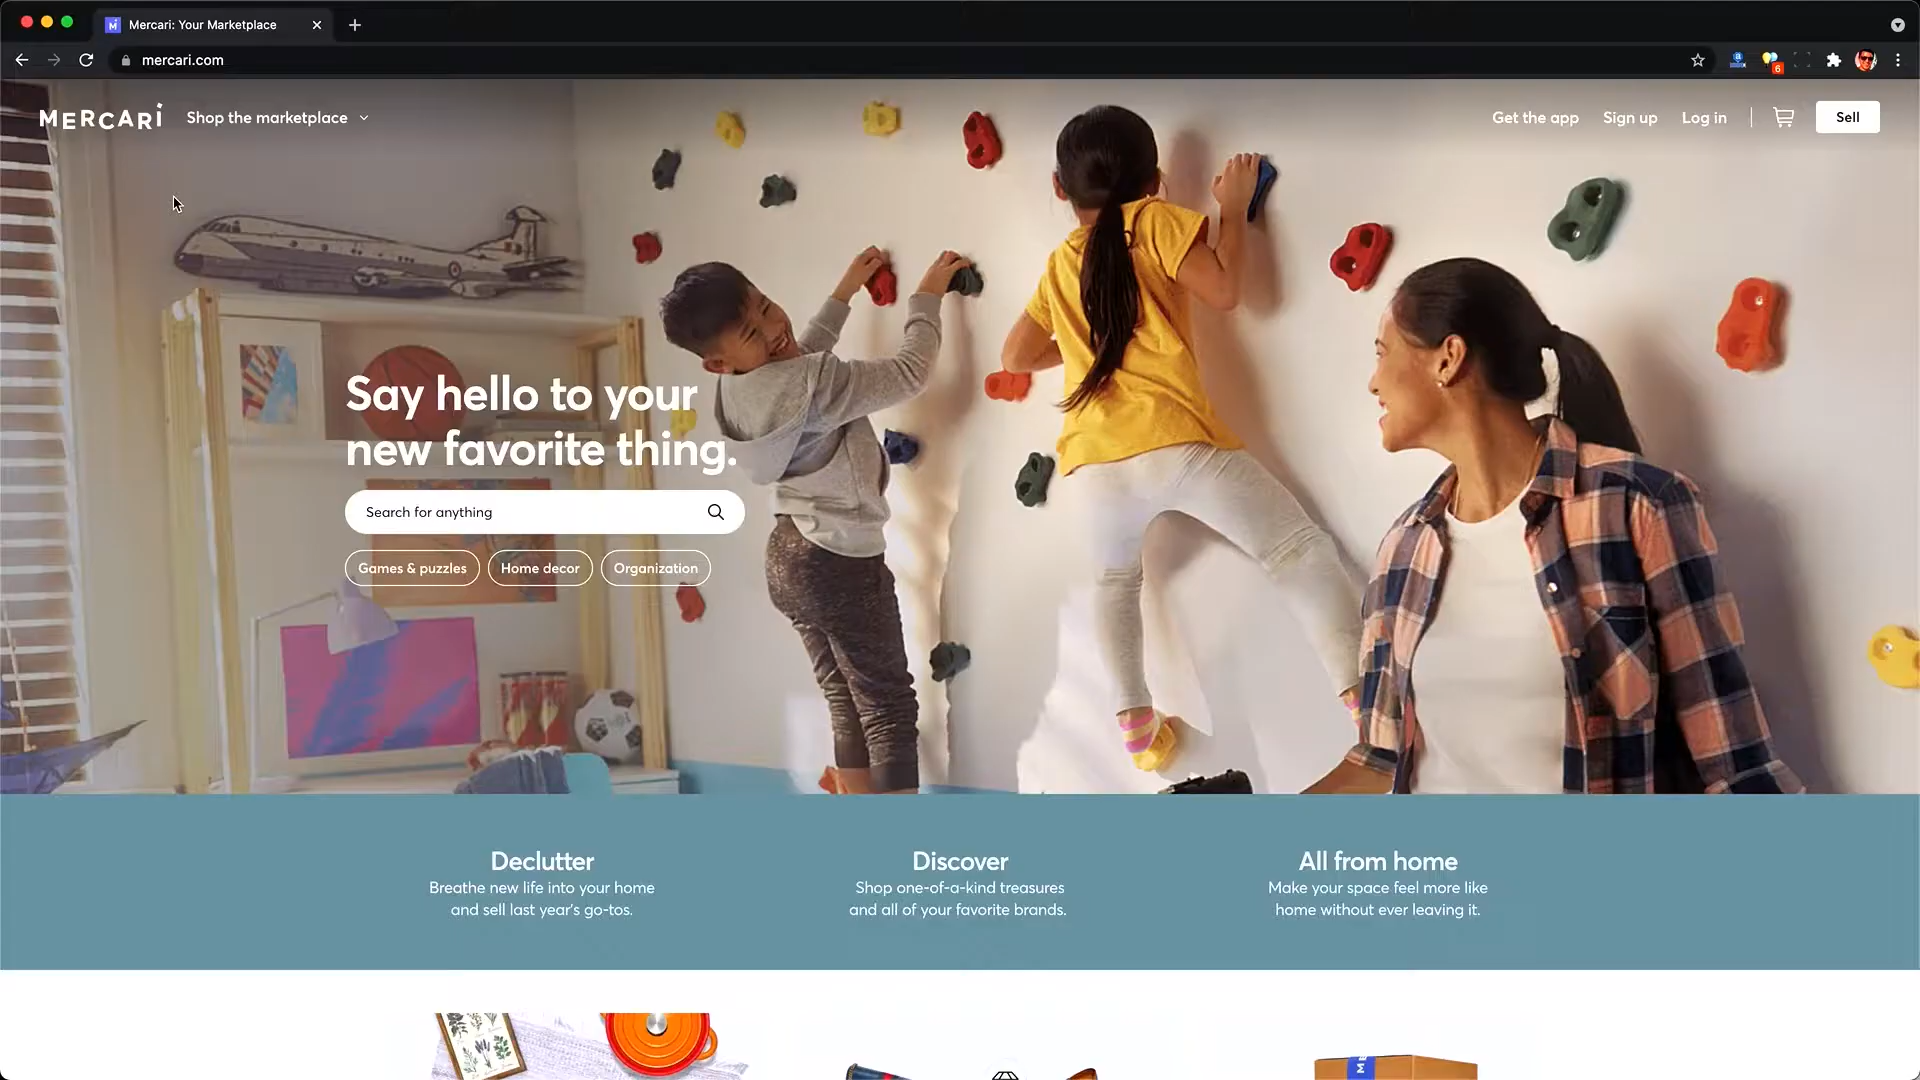 Mercari: Your Marketplace
mercari.com
6
MERCARI
Shop the marketplace
Get the app
Sign up
Log in
Sell
Say hello to your
new favorite thing.
Search for anything
Games & puzzles
Home decor
Organization
Declutter
Breathe new life into your home
and sell last year's go-tos.
Discover
Shop one-of-a-kind treasures
and all of your favorite brands.
All from home
Make your space feel more like
home without ever leaving it.